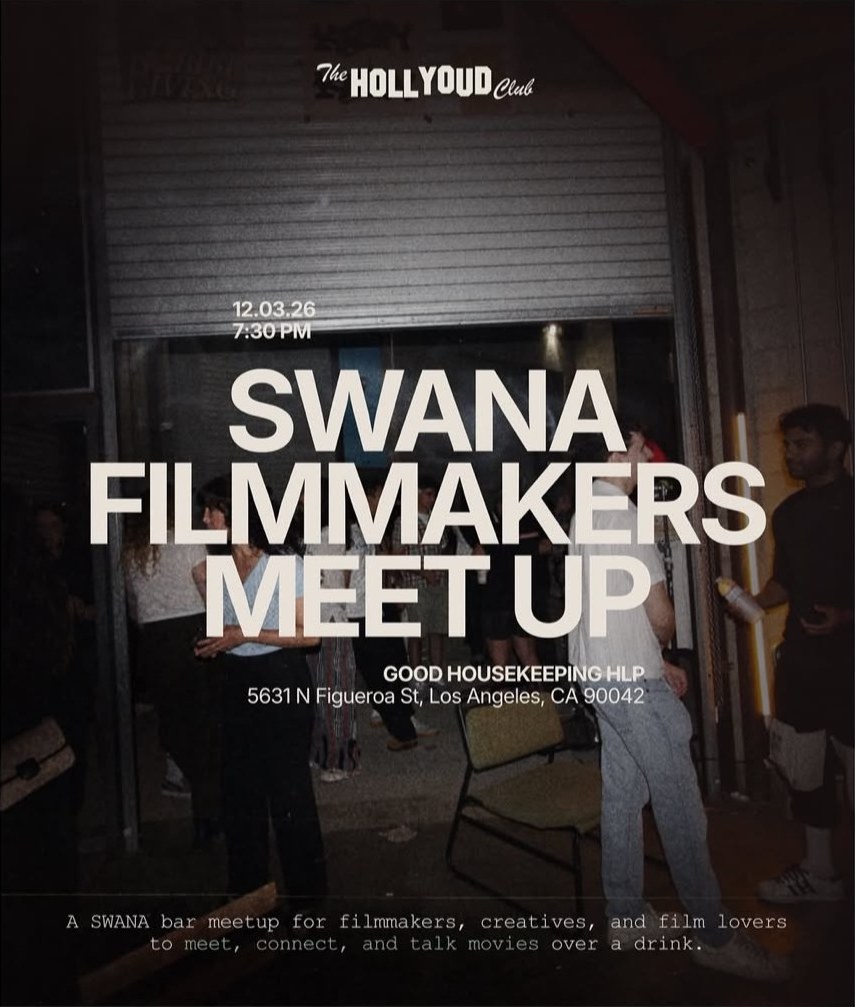 The HOLLYOUD Club
12.03.26
7:30 PM
SWANA
FILMMAKERS
MEET UP
GOOD HOUSEKEEPING HLP
5631 N Figueroa St, Los Angeles, CA 90042
A SWANA bar meetup for filmmakers, creatives, and film lovers
to meet, connect, and talk movies over a drink.